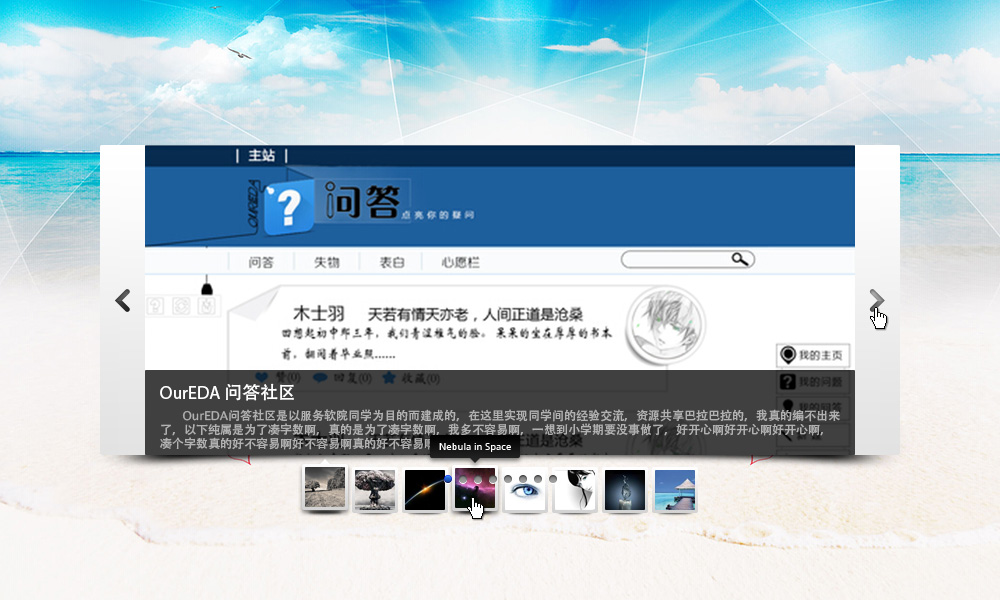 | 主站 |
OUREDA
问答
点亮你的疑问
问答 失物 表白 心愿栏
木士羽 天若有情天亦老，人间正道是沧桑
回想起初中那三年，我们青涩稚气的脸。 呆呆的坐在厚厚的书本
前，翻阅着毕业照......
赞(0) 回复(0) 收藏(0)
我的主页
我的问题
我的回答
OurEDA 问答社区
OurEDA问答社区是以服务软院同学为目的而建成的，在这里实现同学间的经验交流，资源共享巴拉巴拉的，我真的编不出来
了，以下纯属是为了凑字数啊，真的是为了凑字数啊，我多不容易啊，一想到小学期要没事做了，好开心啊好开心啊好开心啊，
凑个字数真的好不容易啊好不容易啊真的好不容易啊
Nebula in Space